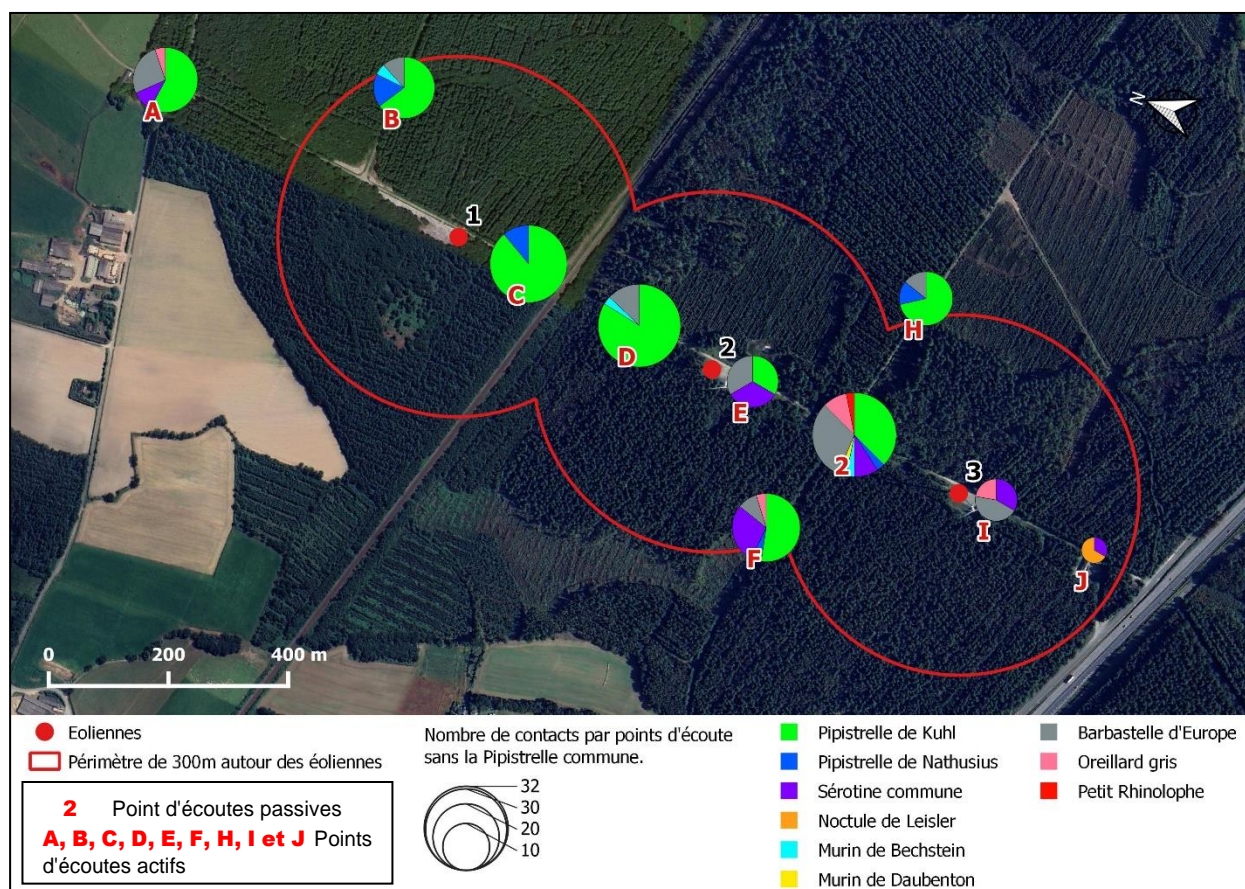 A
B
N
1
C
H
D
2
E
2
3
F
I
J
0 200 400 m
Eoliennes
Périmètre de 300m autour des éoliennes
2 Point d'écoutes passives
A, B, C, D, E, F, H, I et J Points
d'écoutes actifs
Nombre de contacts par points d'écoute
sans la Pipistrelle commune.
32
30
20
10
Pipistrelle de Kuhl
Pipistrelle de Nathusius
Sérotine commune
Noctule de Leisler
Murin de Bechstein
Murin de Daubenton
Barbastelle d'Europe
Oreillard gris
Petit Rhinolophe